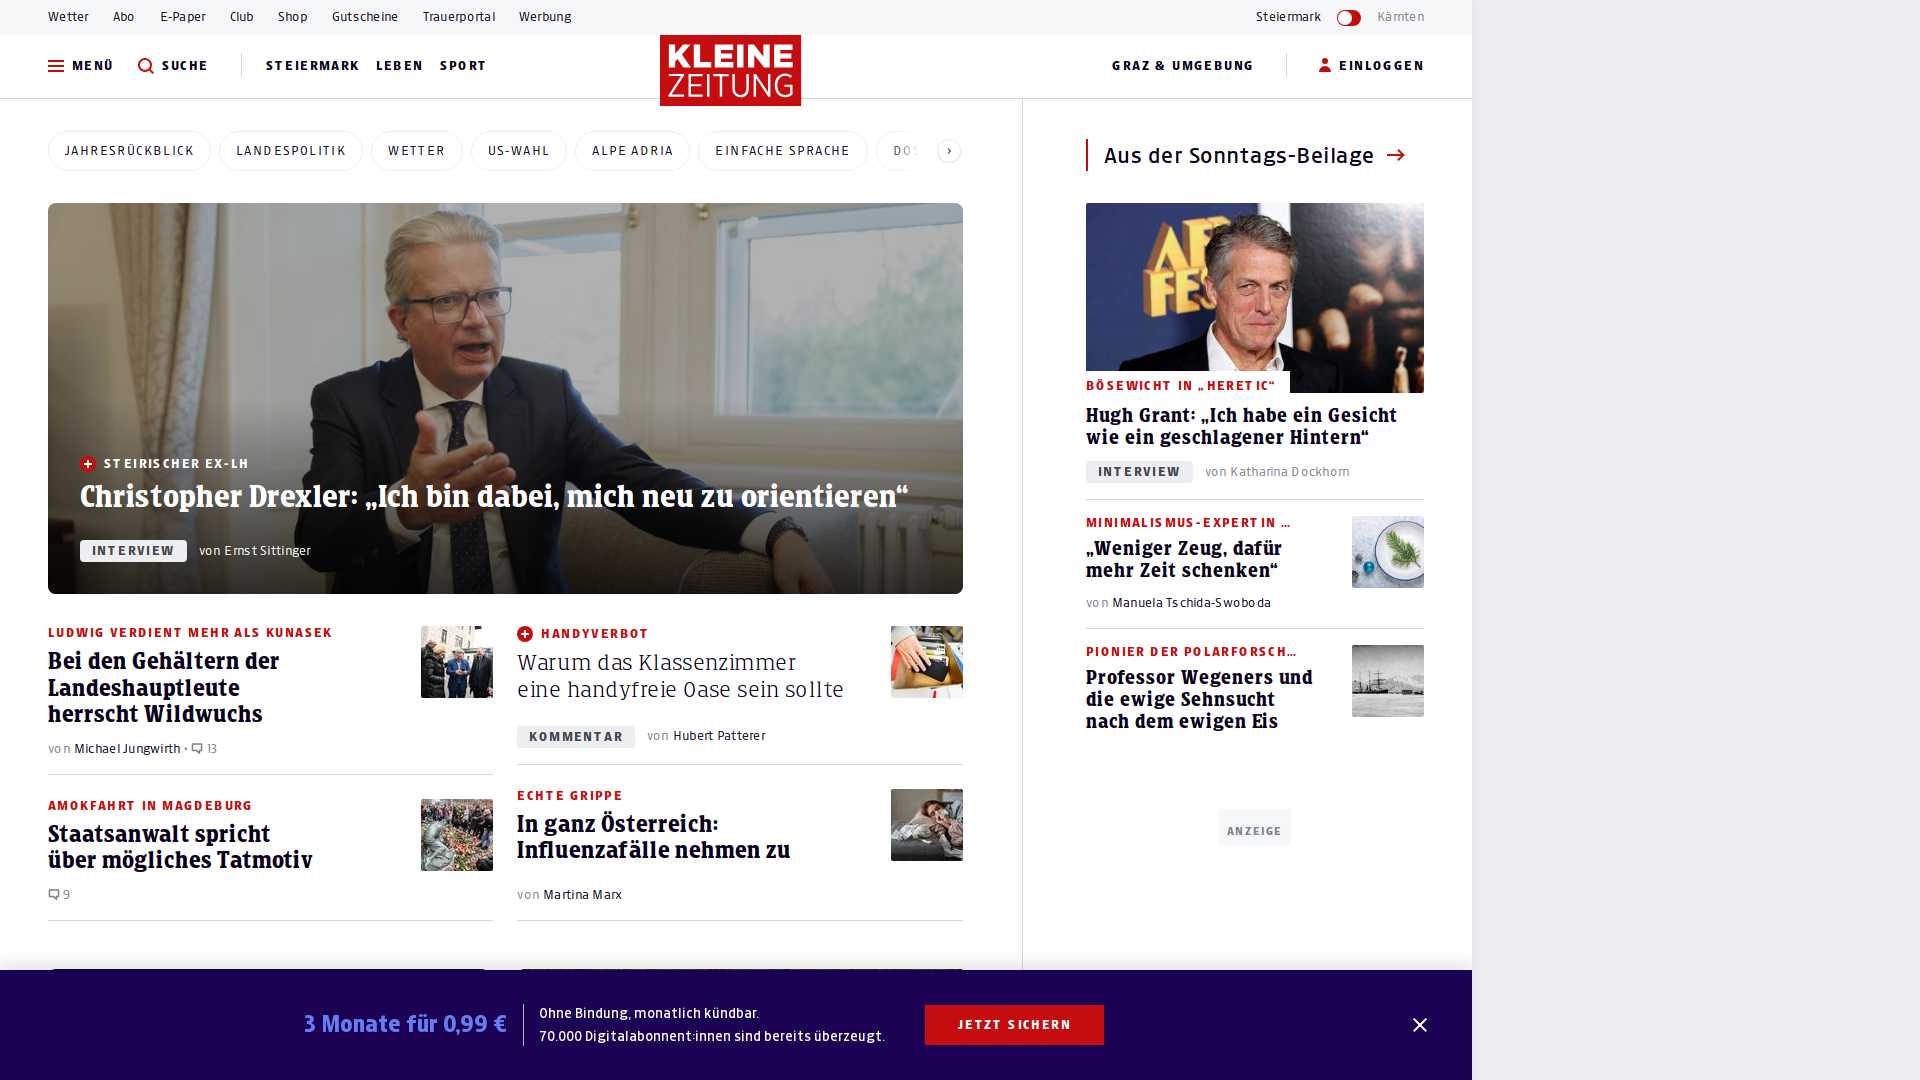 Wetter Abo E-Paper Club Shop Gutscheine Trauerportal Werbung Steiermark Kärnten
MENÜ SUCHE STEIERMARK LEBEN SPORT KLEINE ZEITUNG GRAZ & UMGEBUNG EINLOGGEN
JAHRESRÜCKBLICK LANDESPOLITIK WETTER US-WAHL ALPE ADRIA EINFACHE SPRACHE
STEIRISCHER EX-LH
Christopher Drexler: „Ich bin dabei, mich neu zu orientieren“
INTERVIEW von Ernst Sittinger
LUDWIG VERDIENT MEHR ALS KUNASEK
Bei den Gehältern der
Landeshauptleute
herrscht Wildwuchs
von Michael Jungwirth • 13
AMOKFAHRT IN MAGDEBURG
Staatsanwalt spricht
über mögliches Tatmotiv
9
HANDYVERBOT
Warum das Klassenzimmer
eine handyfreie Oase sein sollte
KOMMENTAR von Hubert Patterer
ECHTE GRIPPE
In ganz Österreich:
Influenzafälle nehmen zu
von Martina Marx
Aus der Sonntags-Beilage
AFI
FES
BÖSEWICHT IN „HERETIC“
Hugh Grant: „Ich habe ein Gesicht
wie ein geschlagener Hintern“
INTERVIEW von Katharina Dockhorn
MINIMALISMUS-EXPERTIN ...
„Weniger Zeug, dafür
mehr Zeit schenken“
von Manuela Tschida-Swoboda
PIONIER DER POLARFORSCH...
Professor Wegeners und
die ewige Sehnsucht
nach dem ewigen Eis
ANZEIGE
3 Monate für 0,99 €
Ohne Bindung, monatlich kündbar.
70.000 Digitalabonnent:innen sind bereits überzeugt.
JETZT SICHERN